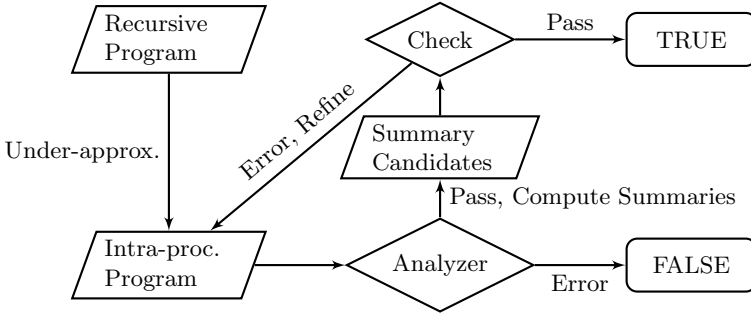 Recursive
Program
Check
Pass
TRUE
Under-approx.
Error, Refine
Summary
Candidates
Pass, Compute Summaries
Intra-proc.
Program
Analyzer
Error
FALSE